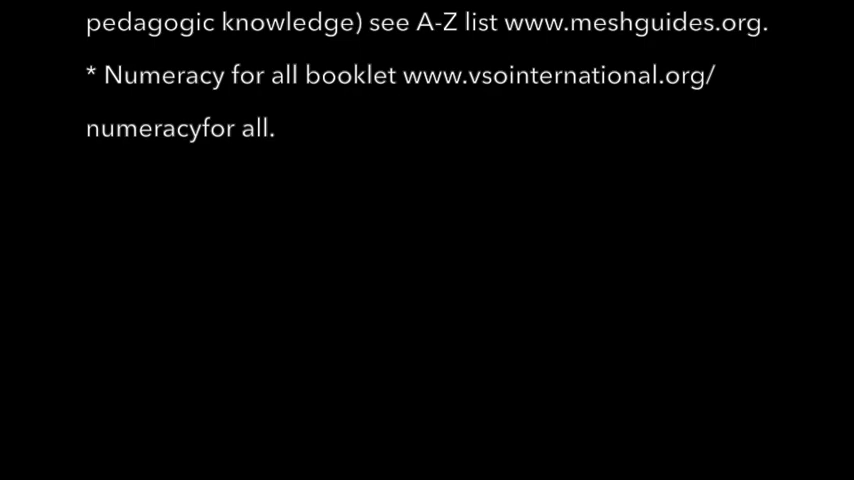 pedagogic knowledge) see A-Z list www.meshguides.org.
* Numeracy for all booklet www.vsointernational.org/
numeracyfor all.